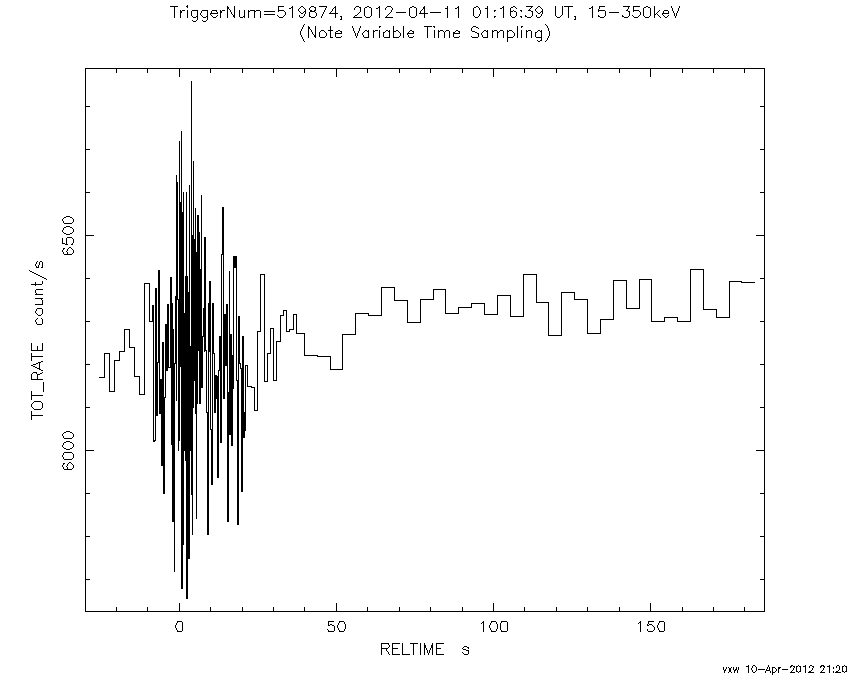 TriggerNum=519874, 2012-04-11 01:16:39 UT, 15-350keV
(Note Variable Time Sampling)
TOT_RATE count/s
6500
6000
0 50 100 150
RELTIME s
vxw 10-Apr-2012 21:20